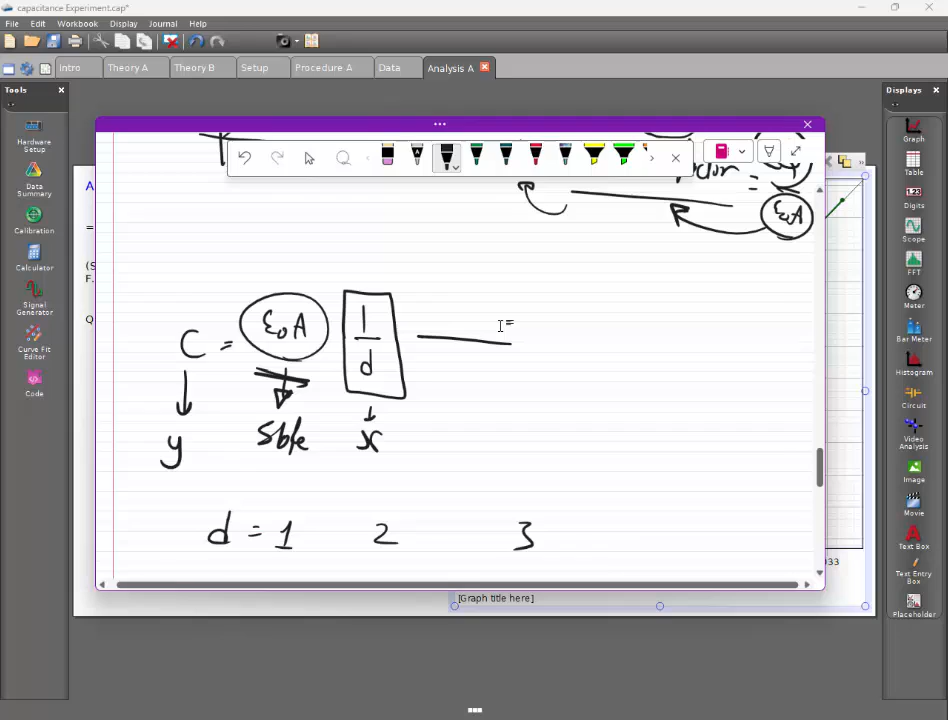 capacitance Experiment.cap*
File Edit Workbook Display Journal Help
Intro Theory A Theory B Setup Procedure A Data Analysis A
Tools
Hardware
Setup
Data
Summary
Calibration
Calculator
Signal
Generator
Curve Fit
Editor
Code
A
=
(S
F.
Q
= ε₀A
C = ε₀A 1/d
y slope x
d = 1 2 3
033
[Graph title here]
Displays
Graph
Table
Digits
Scope
FFT
Meter
Bar Meter
Histogram
Circuit
Video
Analysis
Image
Movie
Text Box
Text Entry
Box
Placeholder